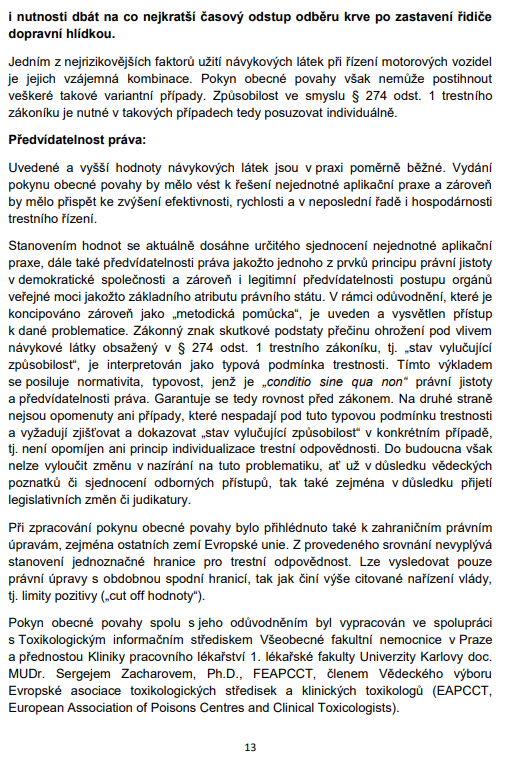 i nutnosti dbát na co nejkratší časový odstup odběru krve po zastavení řidiče
dopravní hlídkou.
Jedním z nejrizikovějších faktorů užití návykových látek při řízení motorových vozidel
je jejich vzájemná kombinace. Pokyn obecné povahy však nemůže postihnout
veškeré takové variantní případy. Způsobilost ve smyslu § 274 odst. 1 trestního
zákoníku je nutné v takových případech tedy posuzovat individuálně.
Předvídatelnost práva:
Uvedené a vyšší hodnoty návykových látek jsou v praxi poměrně běžné. Vydání
pokynu obecné povahy by mělo vést k řešení nejednotné aplikační praxe a zároveň
by mělo přispět ke zvýšení efektivnosti, rychlosti a v neposlední řadě i hospodárnosti
trestního řízení.
Stanovením hodnot se aktuálně dosáhne určitého sjednocení nejednotné aplikační
praxe, dále také předvídatelnosti práva jakožto jednoho z prvků principu právní jistoty
v demokratické společnosti a zároveň i legitimní předvídatelnosti postupu orgánů
veřejné moci jakožto základního atributu právního státu. V rámci odůvodnění, které je
koncipováno zároveň jako „metodická pomůcka“, je uveden a vysvětlen přístup
k dané problematice. Zákonný znak skutkové podstaty přečinu ohrožení pod vlivem
návykové látky obsažený v § 274 odst. 1 trestního zákoníku, tj. „stav vylučující
způsobilost“, je interpretován jako typová podmínka trestnosti. Tímto výkladem
se posiluje normativita, typovost, jenž je „conditio sine qua non“ právní jistoty
a předvídatelnosti práva. Garantuje se tedy rovnost před zákonem. Na druhé straně
nejsou opomenuty ani případy, které nespadají pod tuto typovou podmínku trestnosti
a vyžadují zjišťovat a dokazovat „stav vylučující způsobilost“ v konkrétním případě,
tj. není opomíjen ani princip individualizace trestní odpovědnosti. Do budoucna však
nelze vyloučit změnu v nazírání na tuto problematiku, ať už v důsledku vědeckých
poznatků či sjednocení odborných přístupů, tak také zejména v důsledku přijetí
legislativních změn či judikatury.
Při zpracování pokynu obecné povahy bylo přihlédnuto také k zahraničním právním
úpravám, zejména ostatních zemí Evropské unie. Z provedeného srovnání nevyplývá
stanovení jednoznačné hranice pro trestní odpovědnost. Lze vysledovat pouze
právní úpravy s obdobnou spodní hranicí, tak jak činí výše citované nařízení vlády,
tj. limity pozitivy („cut off hodnoty“).
Pokyn obecné povahy spolu s jeho odůvodněním byl vypracován ve spolupráci
s Toxikologickým informačním střediskem Všeobecné fakultní nemocnice v Praze
a přednostou Kliniky pracovního lékařství 1. lékařské fakulty Univerzity Karlovy doc.
MUDr. Sergejem Zacharovem, Ph.D., FEAPCCT, členem Vědeckého výboru
Evropské asociace toxikologických středisek a klinických toxikologů (EAPCCT,
European Association of Poisons Centres and Clinical Toxicologists).
13